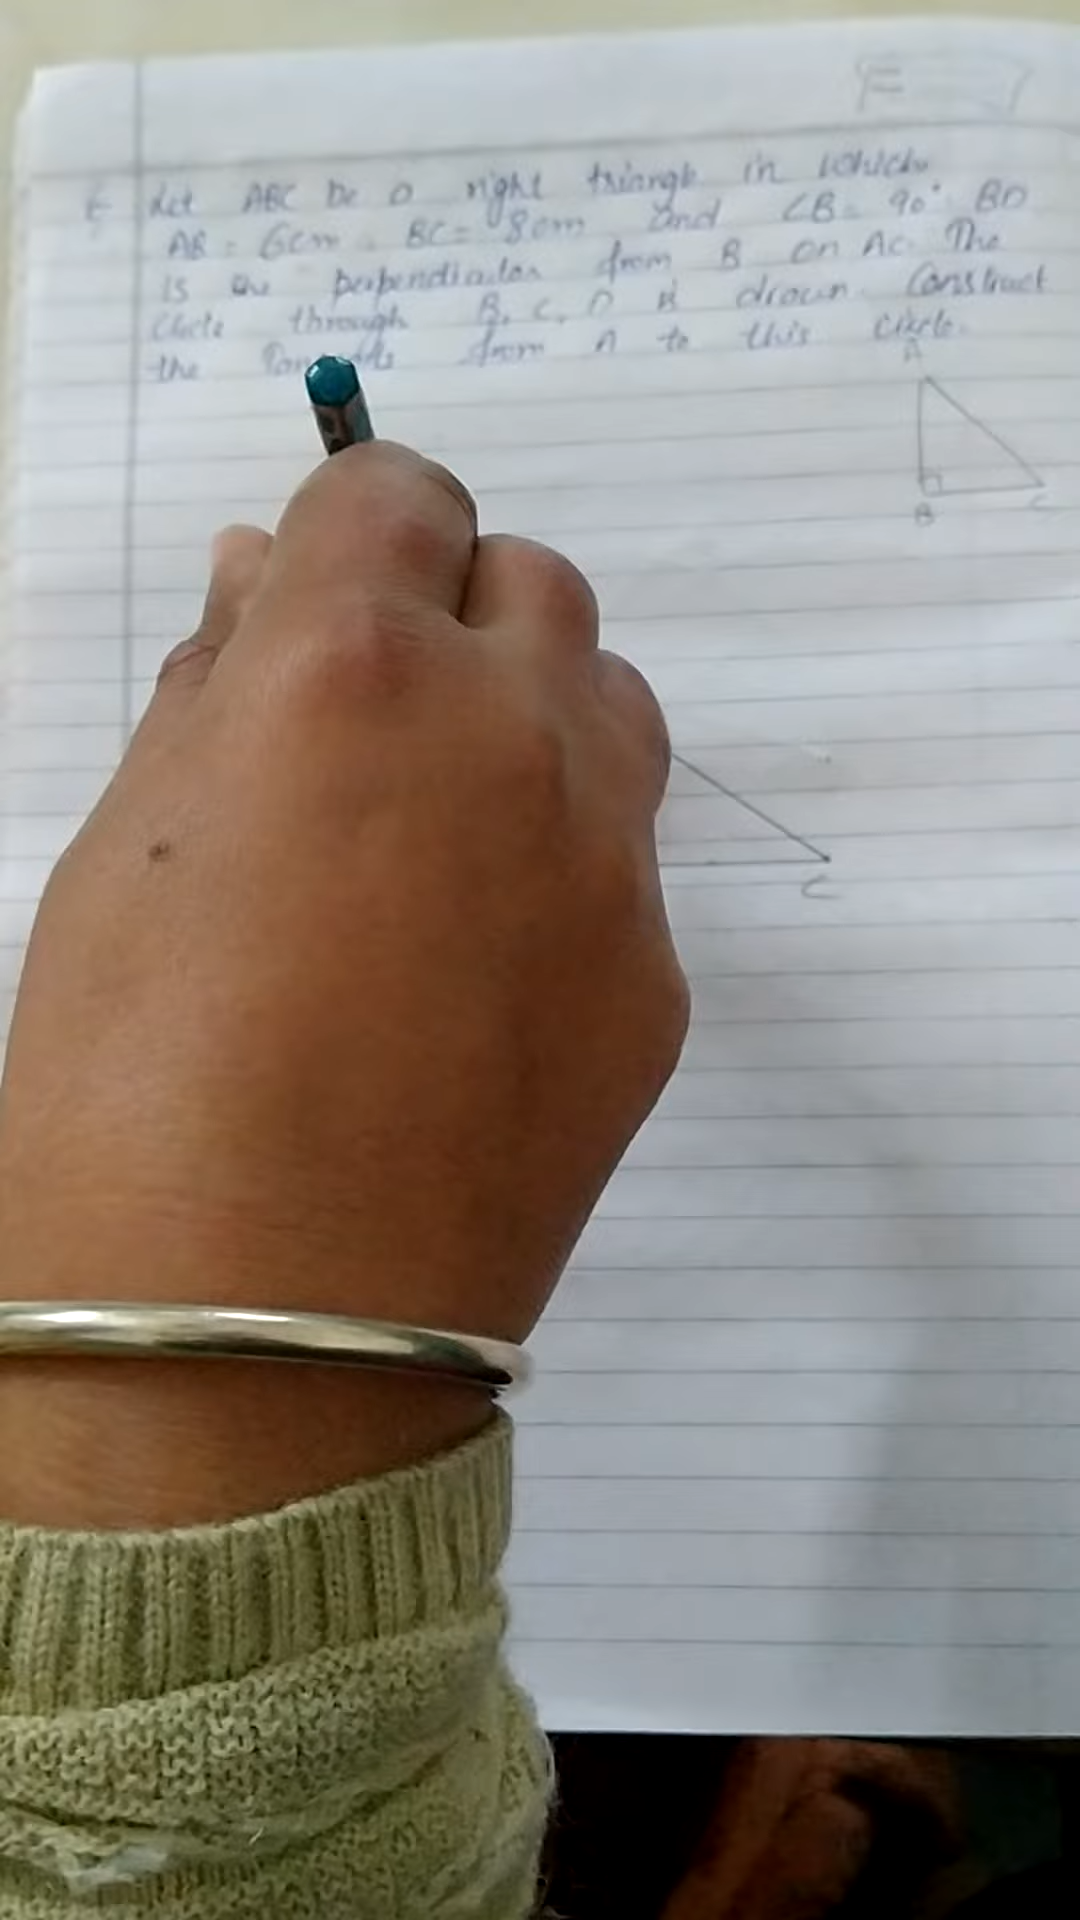 Let ABC be a right triangle in which
AB = 6cm, BC = 8cm and ∠B = 90° BD
is the perpendicular from B on AC. The
Circle through B, C, D is drawn. Construct
the from A to this circle.
A
B
C
C